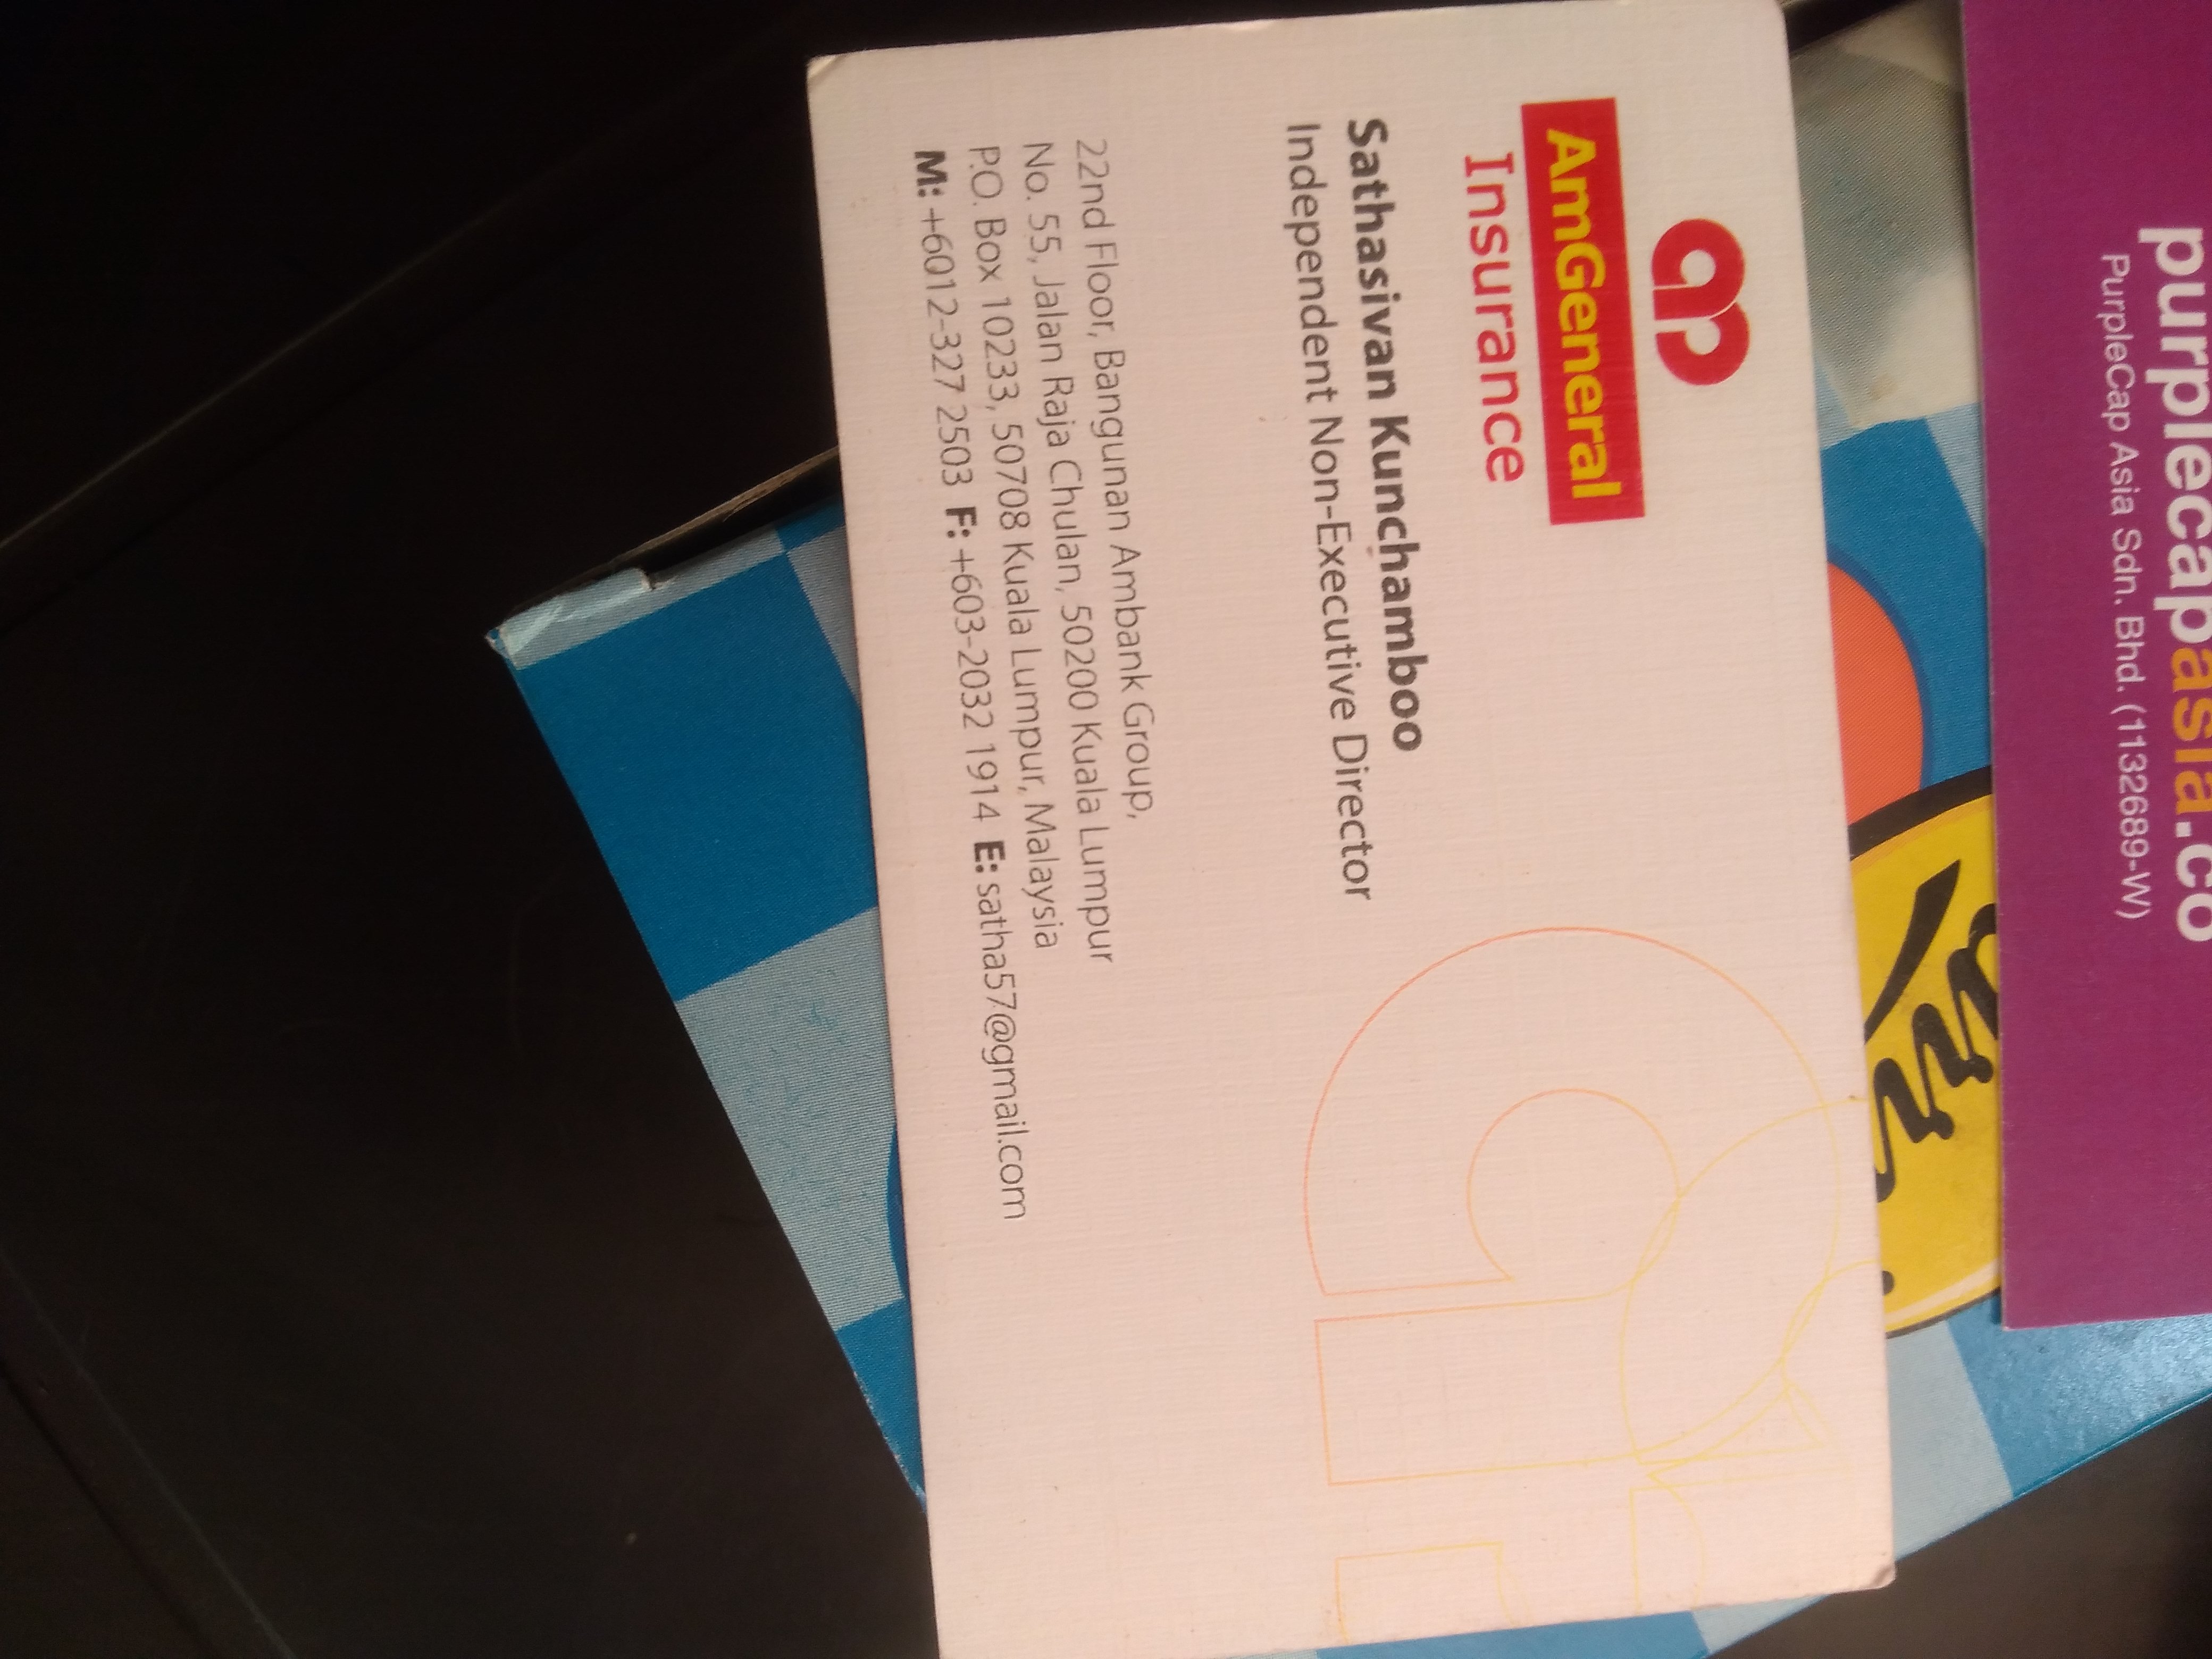 purplecapasia.co
PurpleCap Asia Sdn. Bhd. (1132689-W)
AmGeneral
Insurance
Sathasivan Kunchamboo
Independent Non-Executive Director
22nd Floor, Bangunan Ambank Group,
No. 55, Jalan Raja Chulan, 50200 Kuala Lumpur
P.O. Box 10233, 50708 Kuala Lumpur, Malaysia
M: +6012-327 2503 F: +603-2032 1914 E: satha57@gmail.com